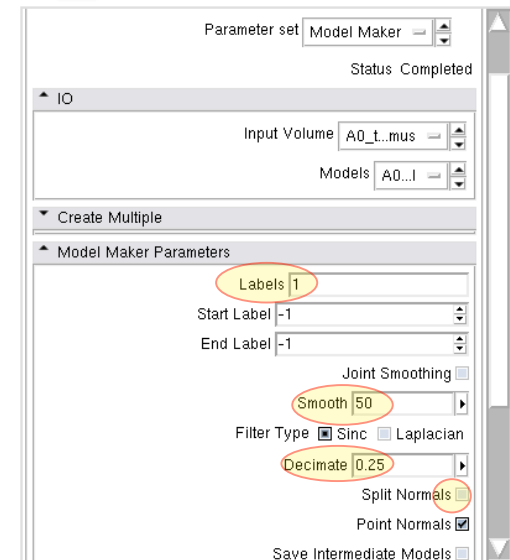 Parameter set Model Maker
Status Completed
IO
Input Volume A0_t...mus
Models A0...l
Create Multiple
Model Maker Parameters
Labels 1
Start Label -1
End Label -1
Joint Smoothing
Smooth 50
Filter Type Sinc Laplacian
Decimate 0.25
Split Normals
Point Normals
Save Intermediate Models